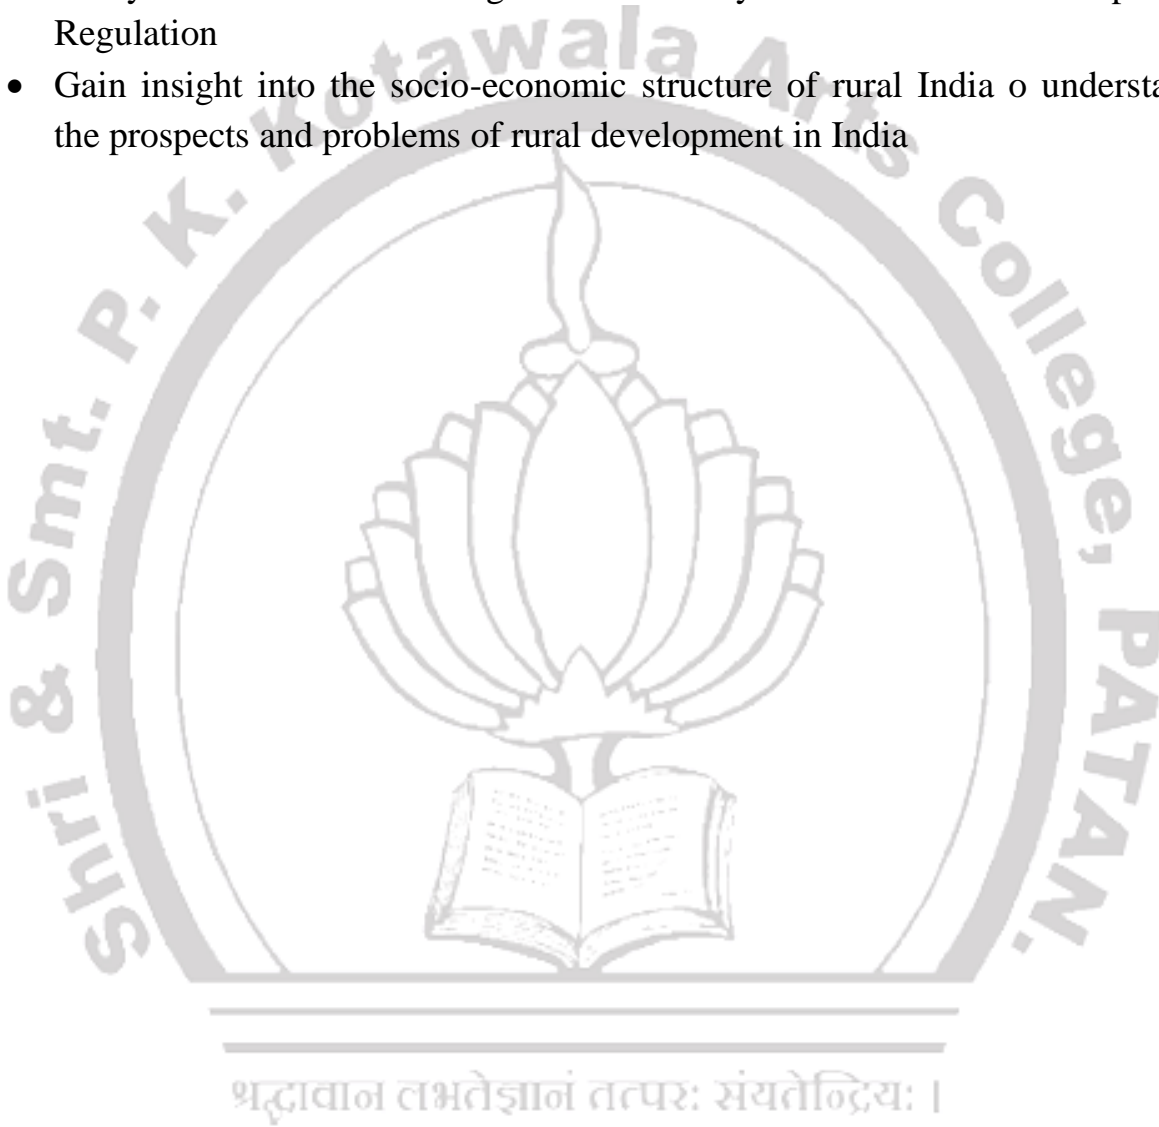 Regulation
• Gain insight into the socio-economic structure of rural India o understa
the prospects and problems of rural development in India
Shri & Smt. P. K. Kotawala Arts College, PATAN.
श्रद्धावान लभतेज्ञानं तत्पर: संयतेन्द्रिय: ।